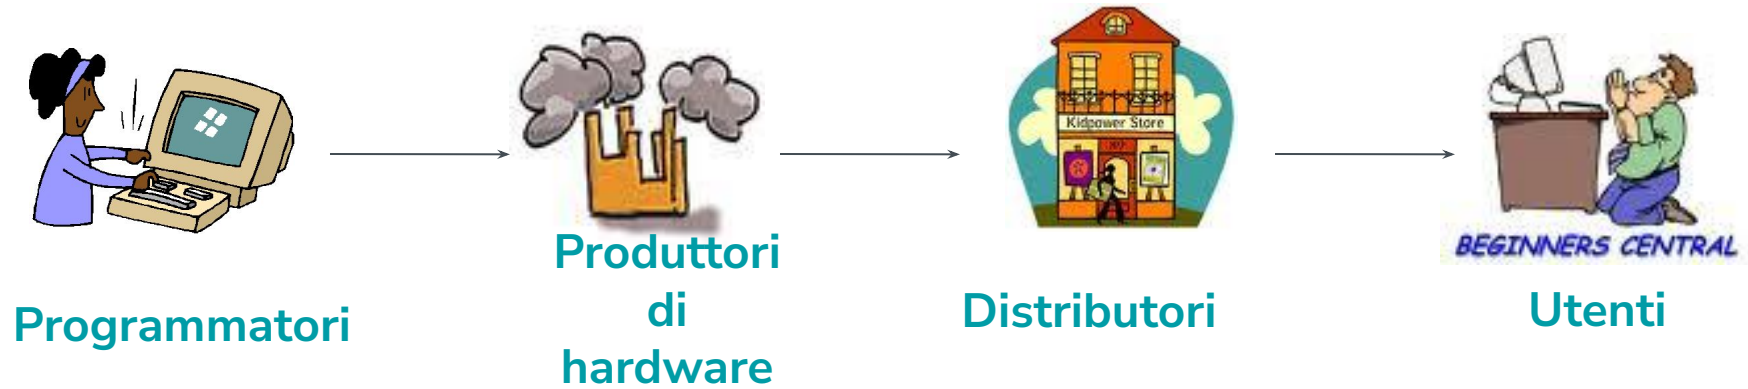 Kidpower Store
BEGINNERS CENTRAL
Programmatori
Produttori
di
hardware
Distributori
Utenti